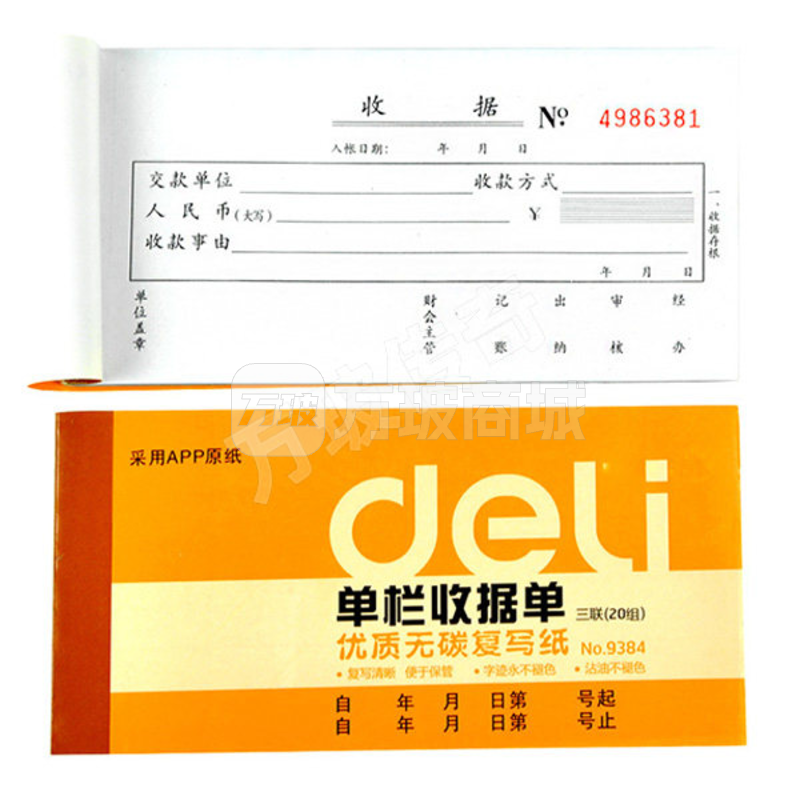 收 据 No. 4986381
入帐日期: 年 月 日
交款单位 收款方式
人民币(大写) ¥
收款事由
年 月 日
一、收据存根
单位盖章
财会主管
记账
出纳
审核
经办
万玻商城
采用APP原纸
deli
单栏收据单 三联(20组)
优质无碳复写纸 No.9384
• 复写清晰 便于保管 • 字迹永不褪色 • 沾油不褪色
自 年 月 日第 号起
自 年 月 日第 号止